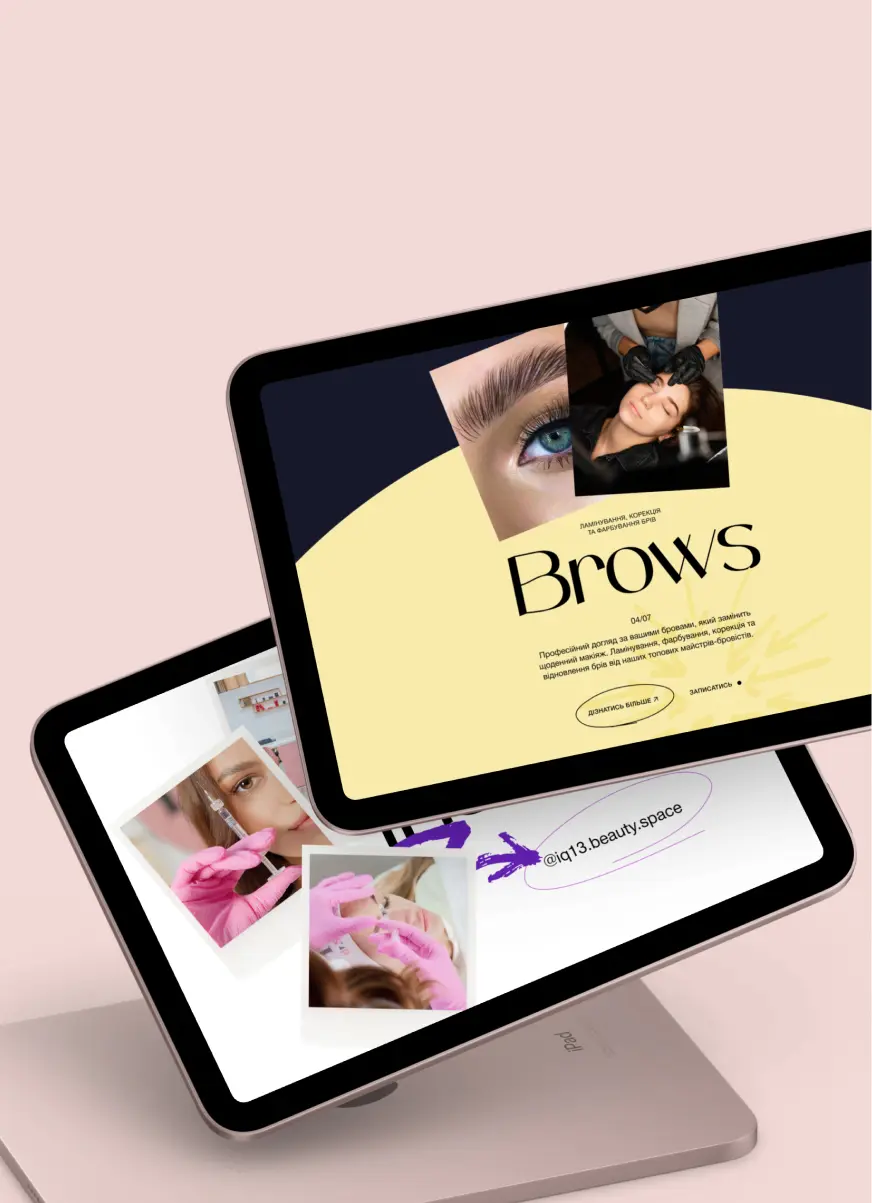 ЛАМІНУВАННЯ, КОРЕКЦІЯ
ТА ФАРБУВАННЯ БРІВ
Brows
04/07
Професійний догляд за вашими бровами, який замінить
щоденний макіяж. Ламінування, фарбування, корекція та
відновлення брів від наших топових майстрів-бровістів.
ДІЗНАТИСЬ БІЛЬШЕ ↗
ЗАПИСАТИСЬ
@iq13.beauty.space
iPad